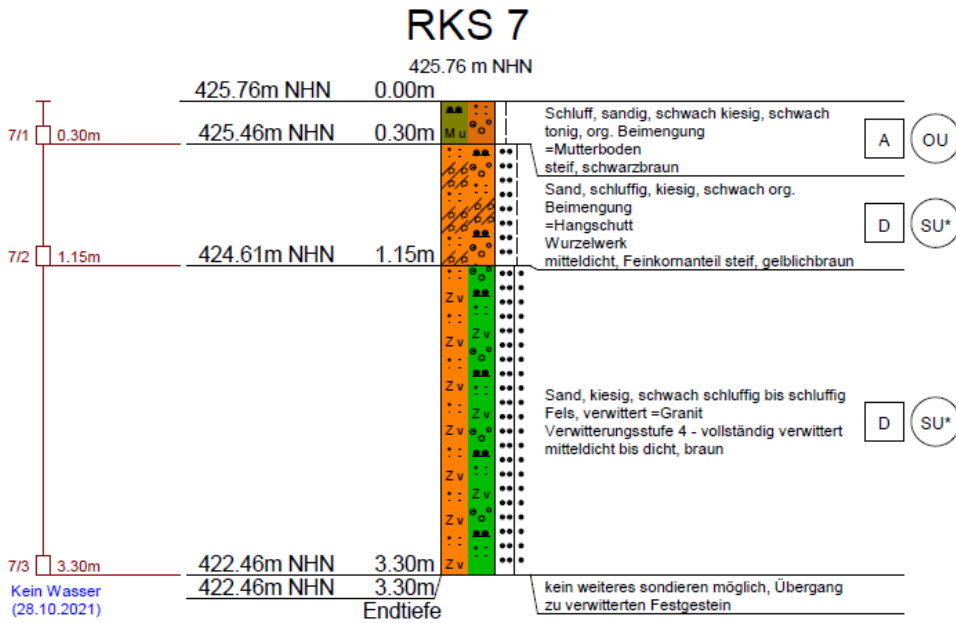 RKS 7
425.76 m NHN
425.76m NHN 0.00m
7/1 0.30m
425.46m NHN 0.30m
Mu
Schluff, sandig, schwach kiesig, schwach
tonig, org. Beimengung
=Mutterboden
steif, schwarzbraun
A OU
Sand, schluffig, kiesig, schwach org.
Beimengung
=Hangschutt
Wurzelwerk
mitteldicht, Feinkornanteil steif, gelblichbraun
D SU*
7/2 1.15m
424.61m NHN 1.15m
Zv
Zv
Zv
Zv
Zv
Zv
Zv
Zv
Zv
Zv
Zv
Sand, kiesig, schwach schluffig bis schluffig
Fels, verwittert =Granit
Verwitterungsstufe 4 - vollständig verwittert
mitteldicht bis dicht, braun
D SU*
7/3 3.30m
422.46m NHN 3.30m
Kein Wasser
(28.10.2021)
422.46m NHN 3.30m
Endtiefe
kein weiteres sondieren möglich, Übergang
zu verwitterten Festgestein